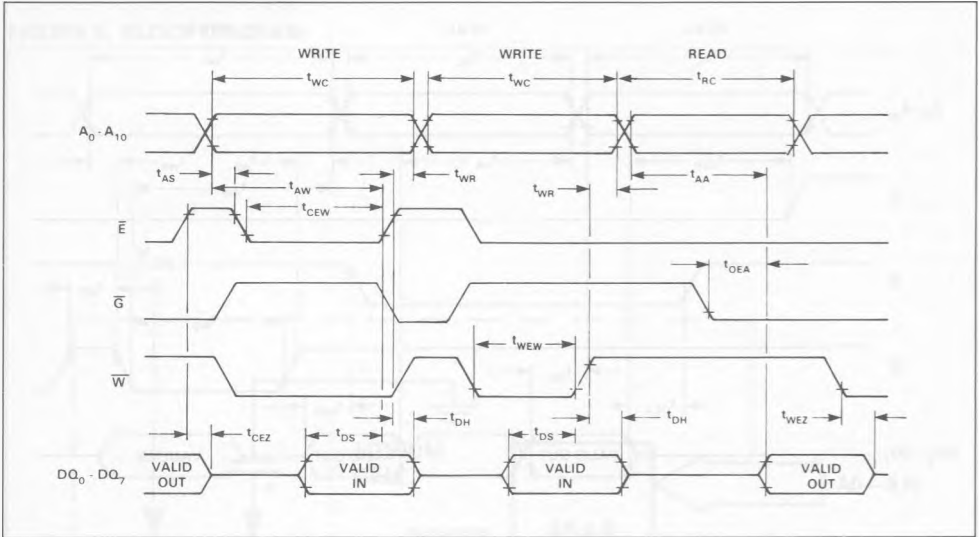 WRITE WRITE READ
tWC tWC tRC
A0 - A10
tAS tWR tAA
tAW tWR
tCEW
E̅
tOEA
G̅
tWEW
W̅
tDH tDH tWEZ
tCEZ tDS tDS
DQ0 - DQ7 VALID OUT VALID IN VALID IN VALID OUT